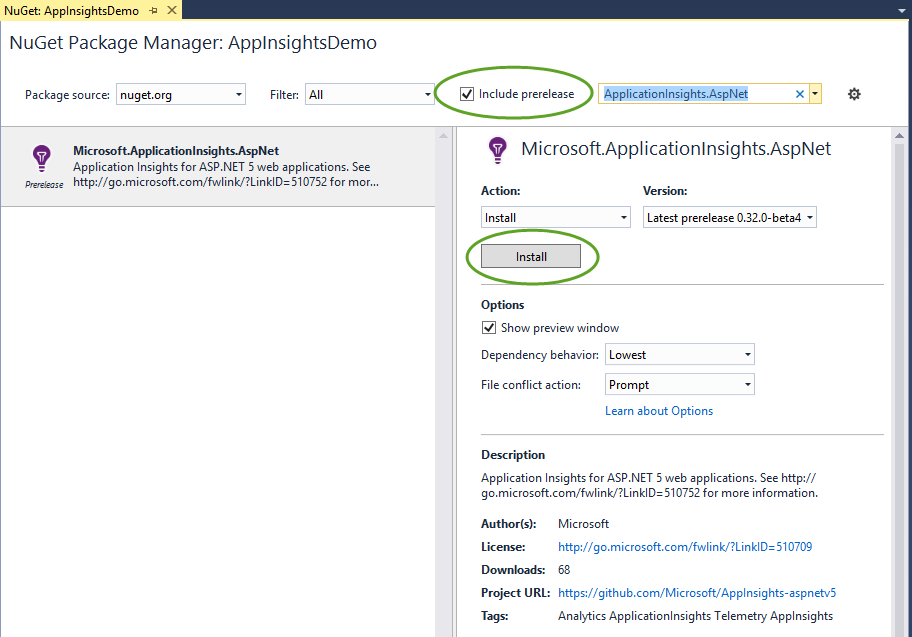 NuGet: AppInsightsDemo
NuGet Package Manager: AppInsightsDemo
Package source: nuget.org Filter: All Include prerelease ApplicationInsights.AspNet
Microsoft.ApplicationInsights.AspNet
Application Insights for ASP.NET 5 web applications. See
http://go.microsoft.com/fwlink/?LinkID=510752 for more...
Prerelease
Microsoft.ApplicationInsights.AspNet
Action: Version:
Install Latest prerelease 0.32.0-beta4
Install
Options
Show preview window
Dependency behavior: Lowest
File conflict action: Prompt
Learn about Options
Description
Application Insights for ASP.NET 5 web applications. See http://
go.microsoft.com/fwlink/?LinkID=510752 for more information.
Author(s): Microsoft
License: http://go.microsoft.com/fwlink/?LinkID=510709
Downloads: 68
Project URL: https://github.com/Microsoft/AppInsights-aspnetv5
Tags: Analytics ApplicationInsights Telemetry AppInsights